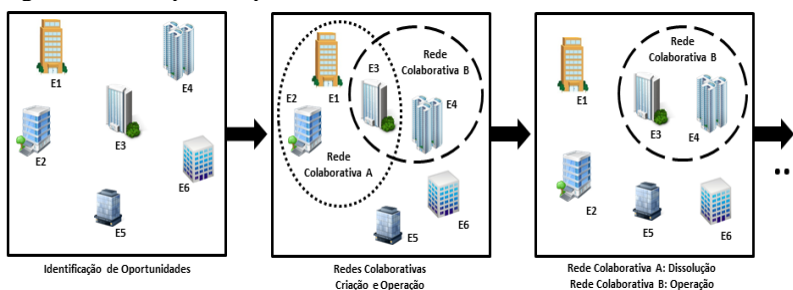 E1
E4
E3
E2
E6
E5
Identificação de Oportunidades
Rede
Colaborativa B
E3
E2
E1
E4
Rede
Colaborativa A
E6
E5
Redes Colaborativas
Criação e Operação
Rede
Colaborativa B
E1
E3
E4
E2
E5
E6
Rede Colaborativa A: Dissolução
Rede Colaborativa B: Operação
..